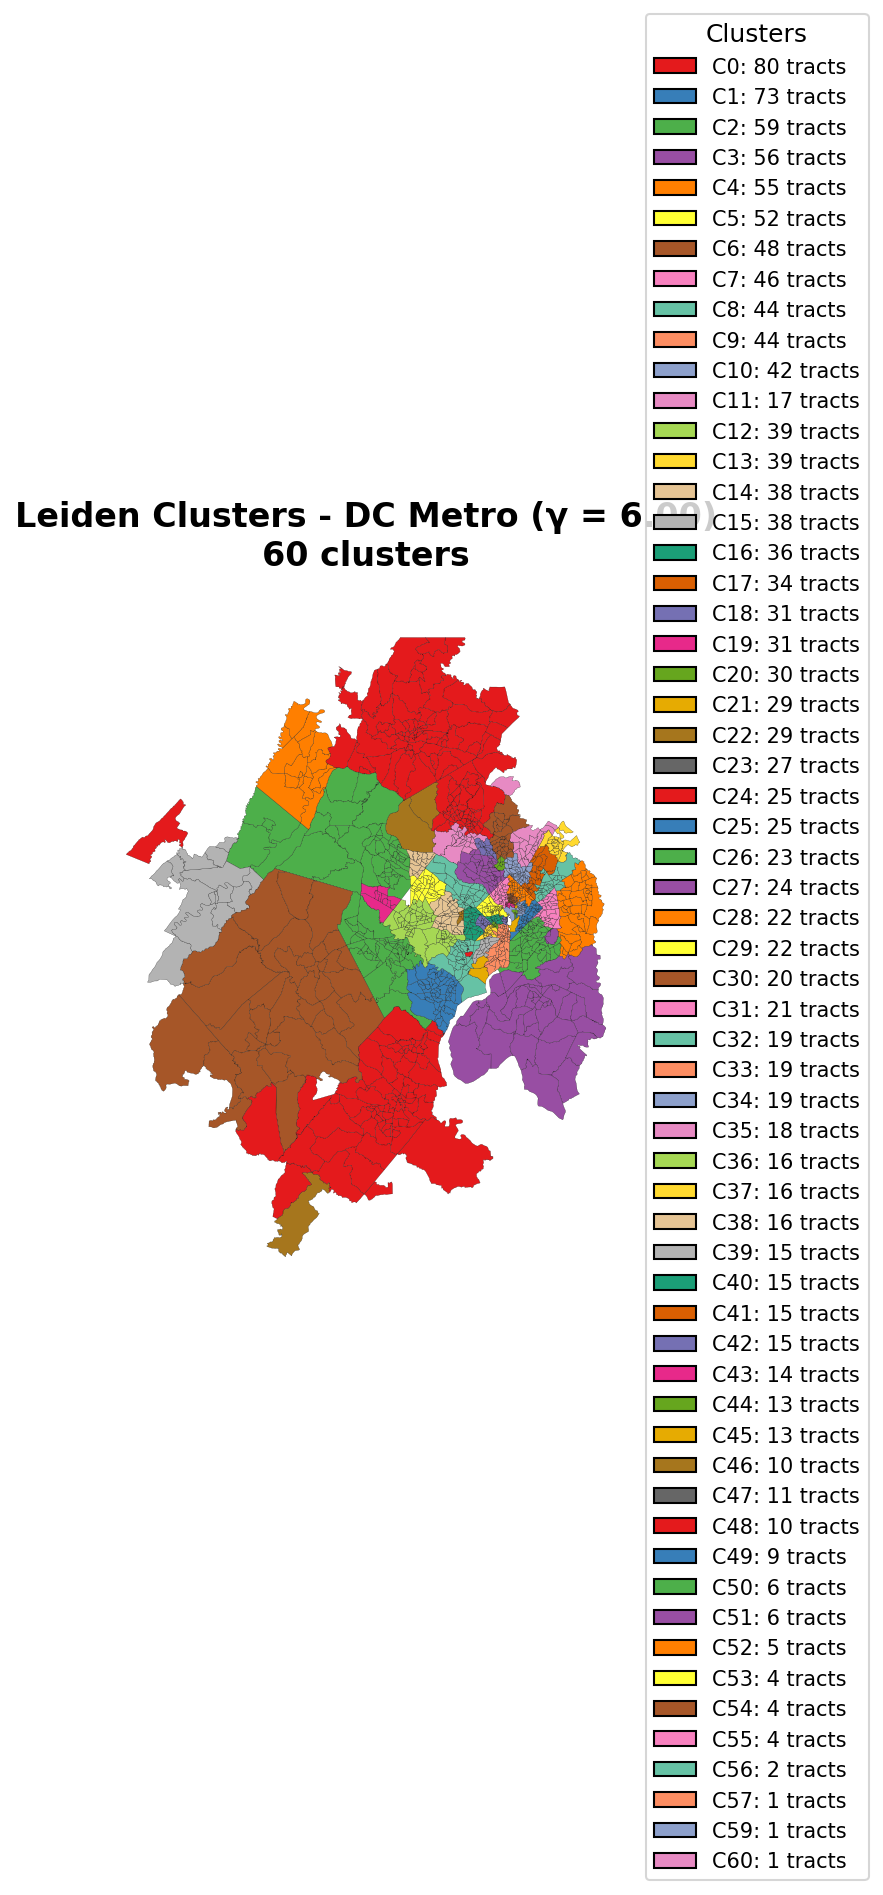 Leiden Clusters - DC Metro (γ = 6.00)
60 clusters
Clusters
C0: 80 tracts
C1: 73 tracts
C2: 59 tracts
C3: 56 tracts
C4: 55 tracts
C5: 52 tracts
C6: 48 tracts
C7: 46 tracts
C8: 44 tracts
C9: 44 tracts
C10: 42 tracts
C11: 17 tracts
C12: 39 tracts
C13: 39 tracts
C14: 38 tracts
C15: 38 tracts
C16: 36 tracts
C17: 34 tracts
C18: 31 tracts
C19: 31 tracts
C20: 30 tracts
C21: 29 tracts
C22: 29 tracts
C23: 27 tracts
C24: 25 tracts
C25: 25 tracts
C26: 23 tracts
C27: 24 tracts
C28: 22 tracts
C29: 22 tracts
C30: 20 tracts
C31: 21 tracts
C32: 19 tracts
C33: 19 tracts
C34: 19 tracts
C35: 18 tracts
C36: 16 tracts
C37: 16 tracts
C38: 16 tracts
C39: 15 tracts
C40: 15 tracts
C41: 15 tracts
C42: 15 tracts
C43: 14 tracts
C44: 13 tracts
C45: 13 tracts
C46: 10 tracts
C47: 11 tracts
C48: 10 tracts
C49: 9 tracts
C50: 6 tracts
C51: 6 tracts
C52: 5 tracts
C53: 4 tracts
C54: 4 tracts
C55: 4 tracts
C56: 2 tracts
C57: 1 tracts
C59: 1 tracts
C60: 1 tracts